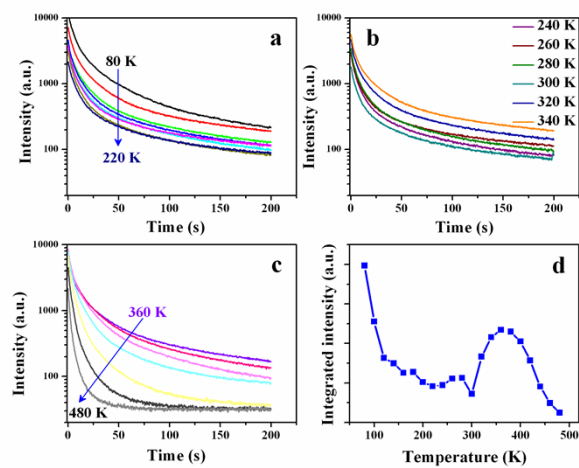 a
80 K
220 K
10000
1000
100
Intensity (a.u.)
0
50
100
150
200
Time (s)
b
240 K
260 K
280 K
300 K
320 K
340 K
10000
1000
100
Intensity (a.u.)
0
50
100
150
200
Time (s)
c
360 K
480 K
10000
1000
100
Intensity (a.u.)
0
50
100
150
200
Time (s)
d
Integrated intensity (a.u.)
100
200
300
400
500
Temperature (K)